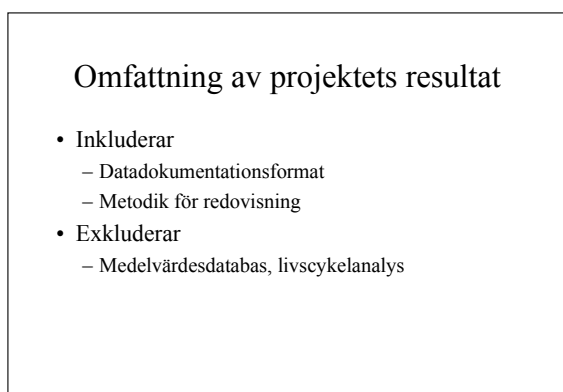 Omfattning av projektets resultat
• Inkluderar
– Datadokumentationsformat
– Metodik för redovisning
• Exkluderar
– Medelvärdesdatabas, livscykelanalys